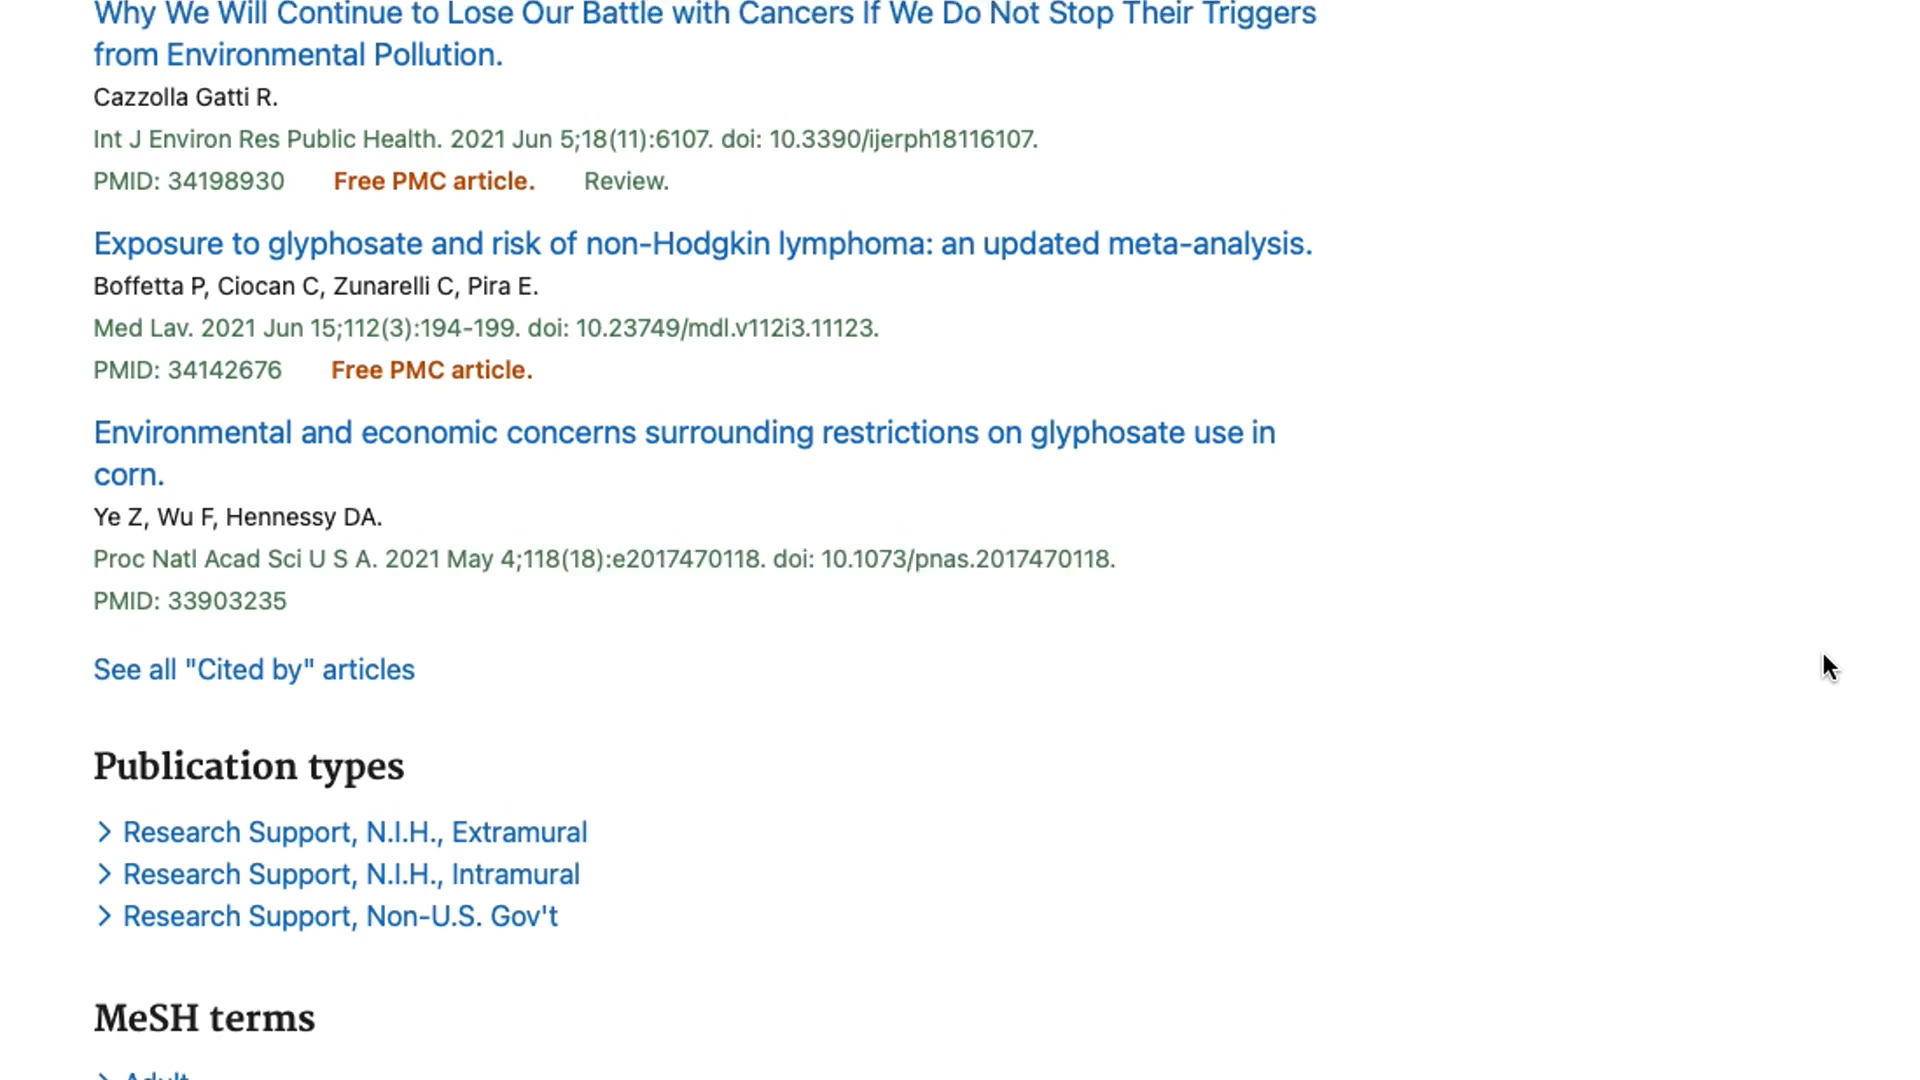 Why We Will Continue to Lose Our Battle with Cancers If We Do Not Stop Their Triggers
from Environmental Pollution.
Cazzolla Gatti R.
Int J Environ Res Public Health. 2021 Jun 5;18(11):6107. doi: 10.3390/ijerph18116107.
PMID: 34198930 Free PMC article. Review.
Exposure to glyphosate and risk of non-Hodgkin lymphoma: an updated meta-analysis.
Boffetta P, Ciocan C, Zunarelli C, Pira E.
Med Lav. 2021 Jun 15;112(3):194-199. doi: 10.23749/mdl.v112i3.11123.
PMID: 34142676 Free PMC article.
Environmental and economic concerns surrounding restrictions on glyphosate use in
corn.
Ye Z, Wu F, Hennessy DA.
Proc Natl Acad Sci U S A. 2021 May 4;118(18):e2017470118. doi: 10.1073/pnas.2017470118.
PMID: 33903235
See all "Cited by" articles
Publication types
> Research Support, N.I.H., Extramural
> Research Support, N.I.H., Intramural
> Research Support, Non-U.S. Gov't
MeSH terms
> Adult